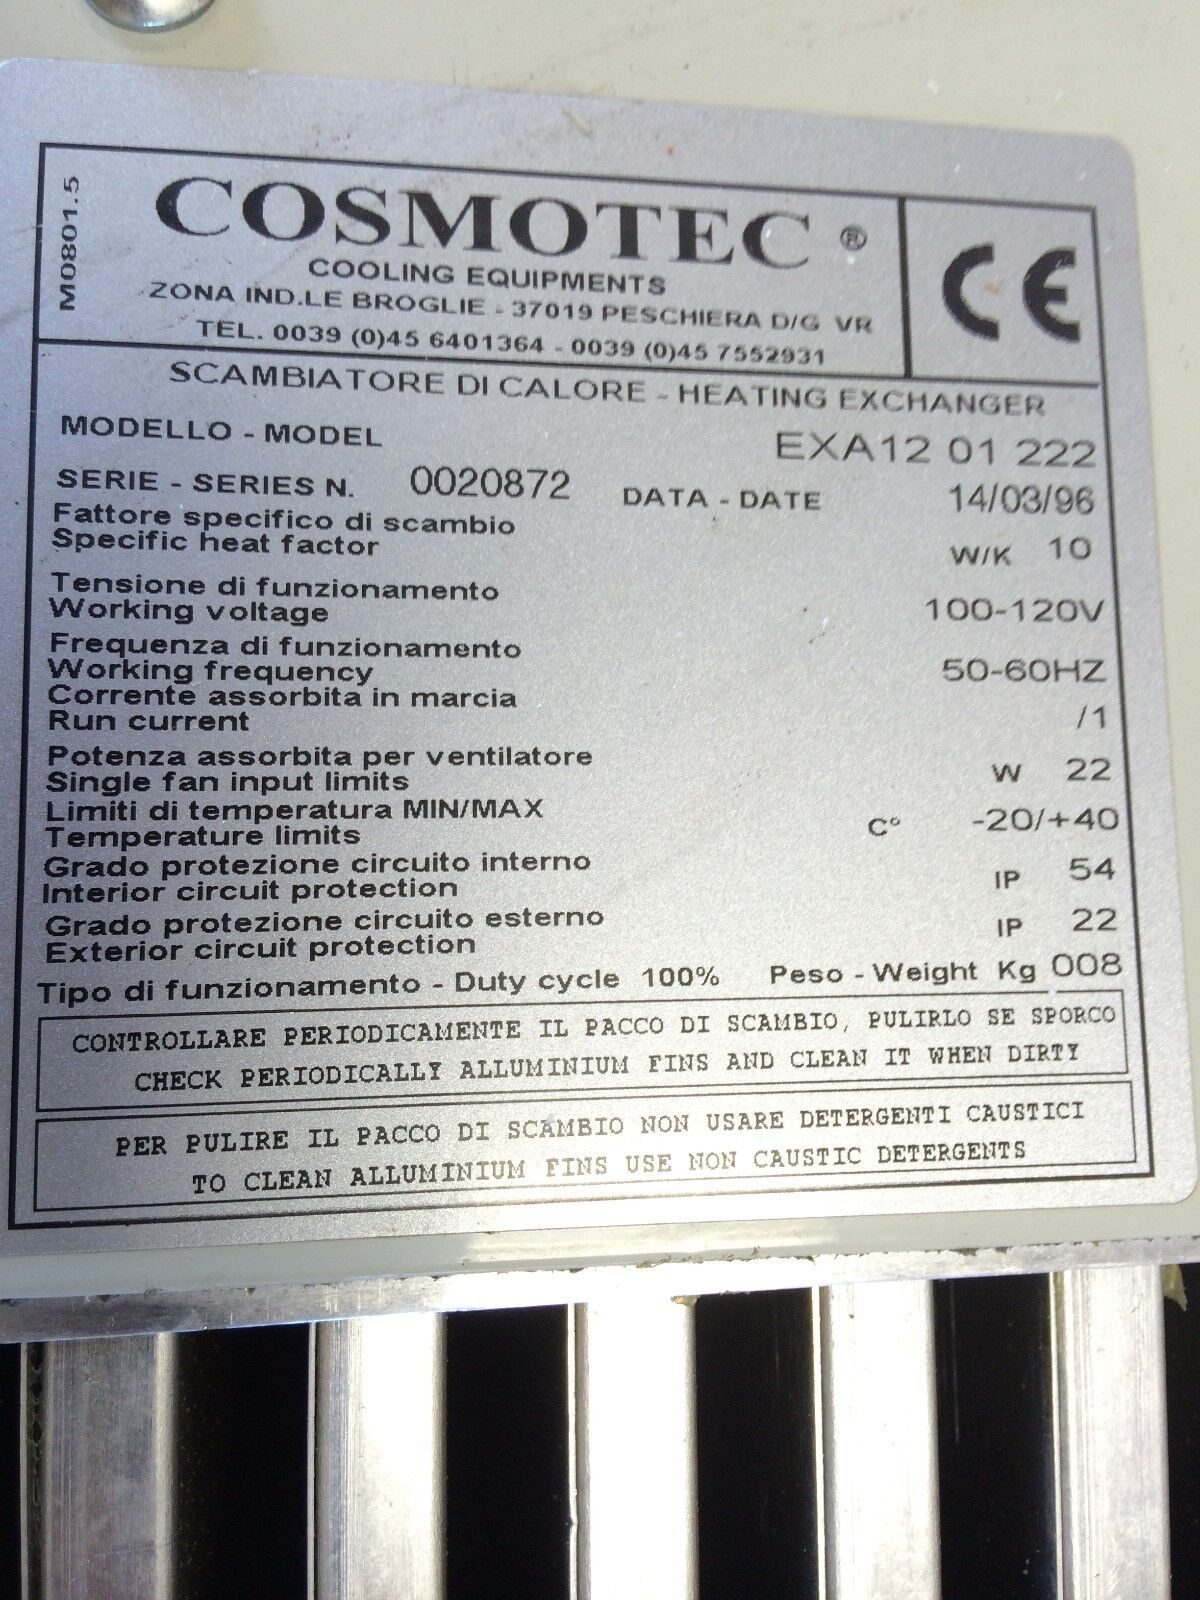 M0801.5
COSMOTEC ®
CE
COOLING EQUIPMENTS
ZONA IND.LE BROGLIE - 37019 PESCHIERA D/G VR
TEL. 0039 (0)45 6401364 - 0039 (0)45 7552931
SCAMBIATORE DI CALORE - HEATING EXCHANGER
MODELLO - MODEL EXA12 01 222
SERIE - SERIES N. 0020872 DATA - DATE 14/03/96
Fattore specifico di scambio
Specific heat factor W/K 10
Tensione di funzionamento
Working voltage 100-120V
Frequenza di funzionamento
Working frequency 50-60HZ
Corrente assorbita in marcia
Run current /1
Potenza assorbita per ventilatore
Single fan input limits W 22
Limiti di temperatura MIN/MAX
Temperature limits C° -20/+40
Grado protezione circuito interno
Interior circuit protection IP 54
Grado protezione circuito esterno
Exterior circuit protection IP 22
Tipo di funzionamento - Duty cycle 100% Peso - Weight Kg 008
CONTROLLARE PERIODICAMENTE IL PACCO DI SCAMBIO, PULIRLO SE SPORCO
CHECK PERIODICALLY ALLUMINIUM FINS AND CLEAN IT WHEN DIRTY
PER PULIRE IL PACCO DI SCAMBIO NON USARE DETERGENTI CAUSTICI
TO CLEAN ALLUMINIUM FINS USE NON CAUSTIC DETERGENTS